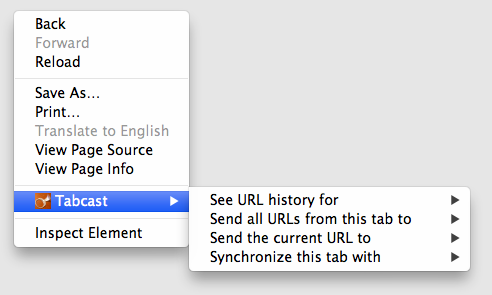 Back
Forward
Reload
Save As...
Print...
Translate to English
View Page Source
View Page Info
Tabcast
Inspect Element
See URL history for
Send all URLs from this tab to
Send the current URL to
Synchronize this tab with